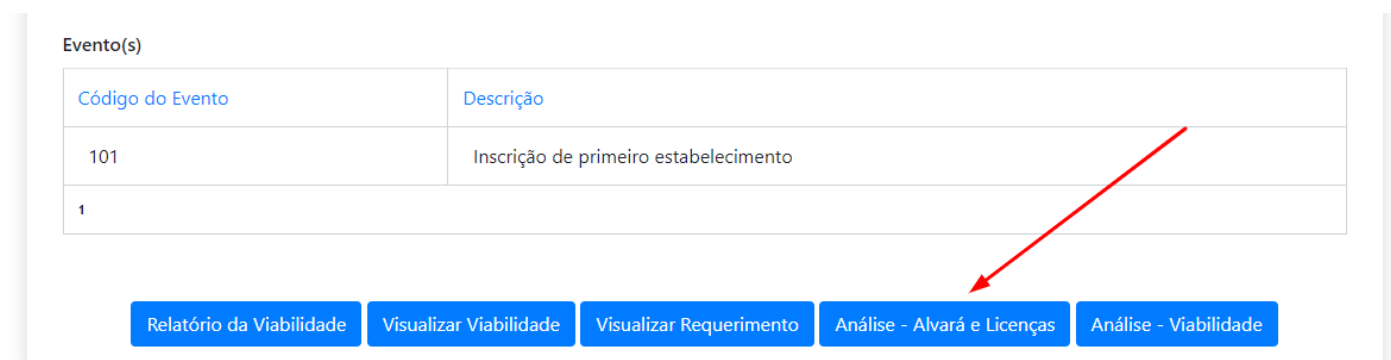 Evento(s)
Código do Evento Descrição
101 Inscrição de primeiro estabelecimento
1
Relatório da Viabilidade Visualizar Viabilidade Visualizar Requerimento Análise - Alvará e Licenças Análise - Viabilidade